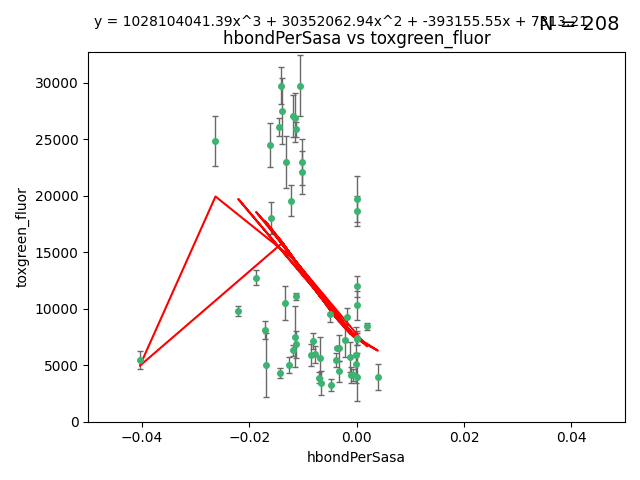 y = 1028104041.39x^3 + 30352062.94x^2 + -393155.55x + 7313.21
N = 208
hbondPerSasa vs toxgreen_fluor
30000
25000
20000
15000
10000
5000
0
toxgreen_fluor
−0.04
−0.02
0.00
0.02
0.04
hbondPerSasa